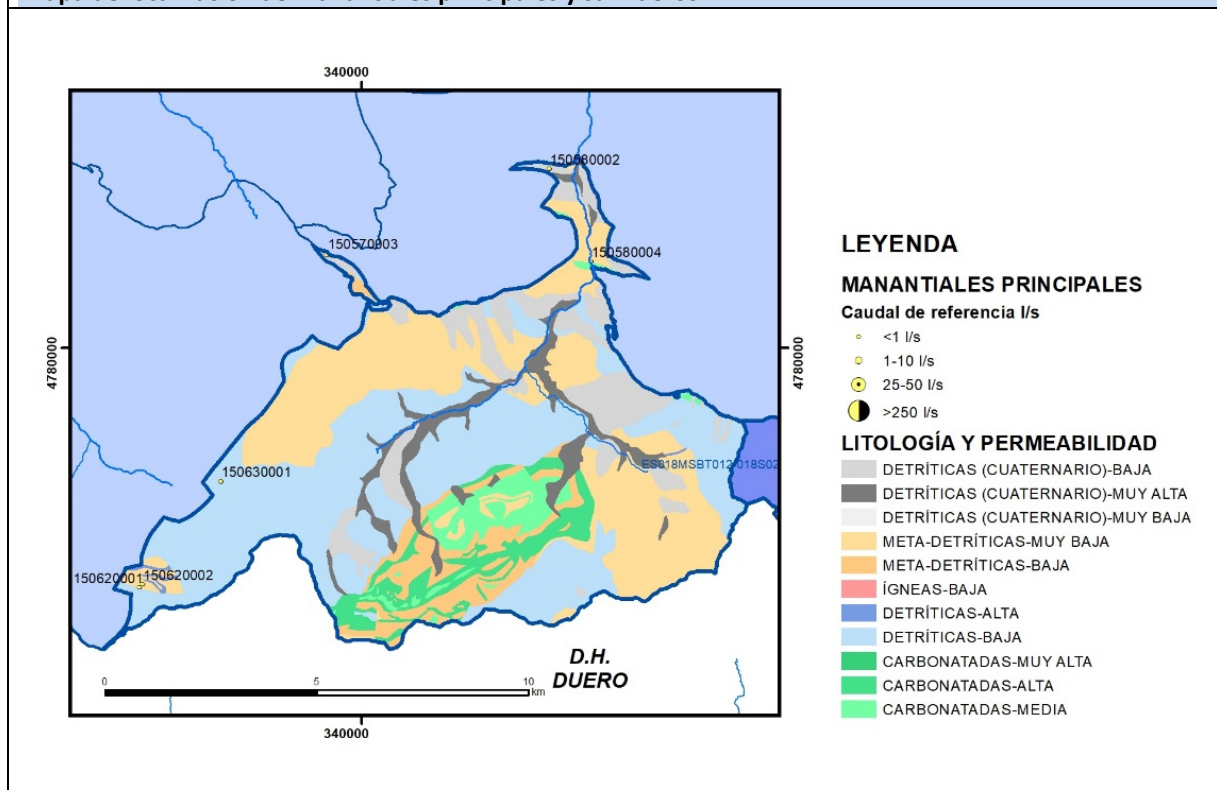 340000
150580002
150570003
150580004
4780000
4780000
ES018MSBT012-018S02
150630001
150620001
150620002
D.H.
DUERO
0
5
10
km
340000
LEYENDA
MANANTIALES PRINCIPALES
Caudal de referencia l/s
<1 l/s
1-10 l/s
25-50 l/s
>250 l/s
LITOLOGÍA Y PERMEABILIDAD
DETRÍTICAS (CUATERNARIO)-BAJA
DETRÍTICAS (CUATERNARIO)-MUY ALTA
DETRÍTICAS (CUATERNARIO)-MUY BAJA
META-DETRÍTICAS-MUY BAJA
META-DETRÍTICAS-BAJA
ÍGNEAS-BAJA
DETRÍTICAS-ALTA
DETRÍTICAS-BAJA
CARBONATADAS-MUY ALTA
CARBONATADAS-ALTA
CARBONATADAS-MEDIA